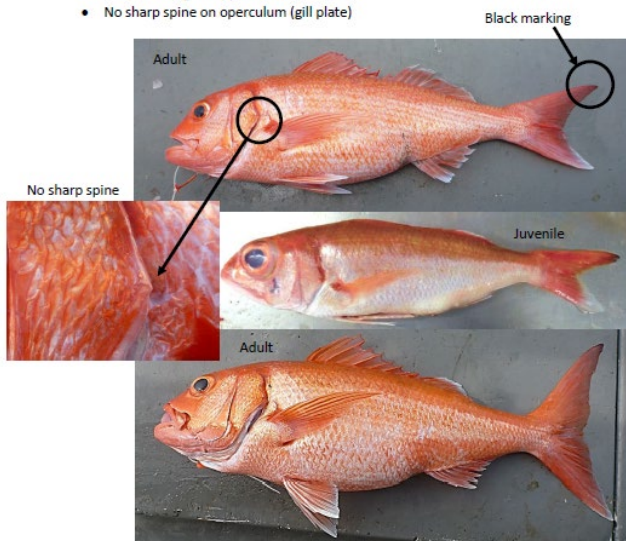 • No sharp spine on operculum (gill plate)
Black marking
Adult
No sharp spine
Juvenile
Adult